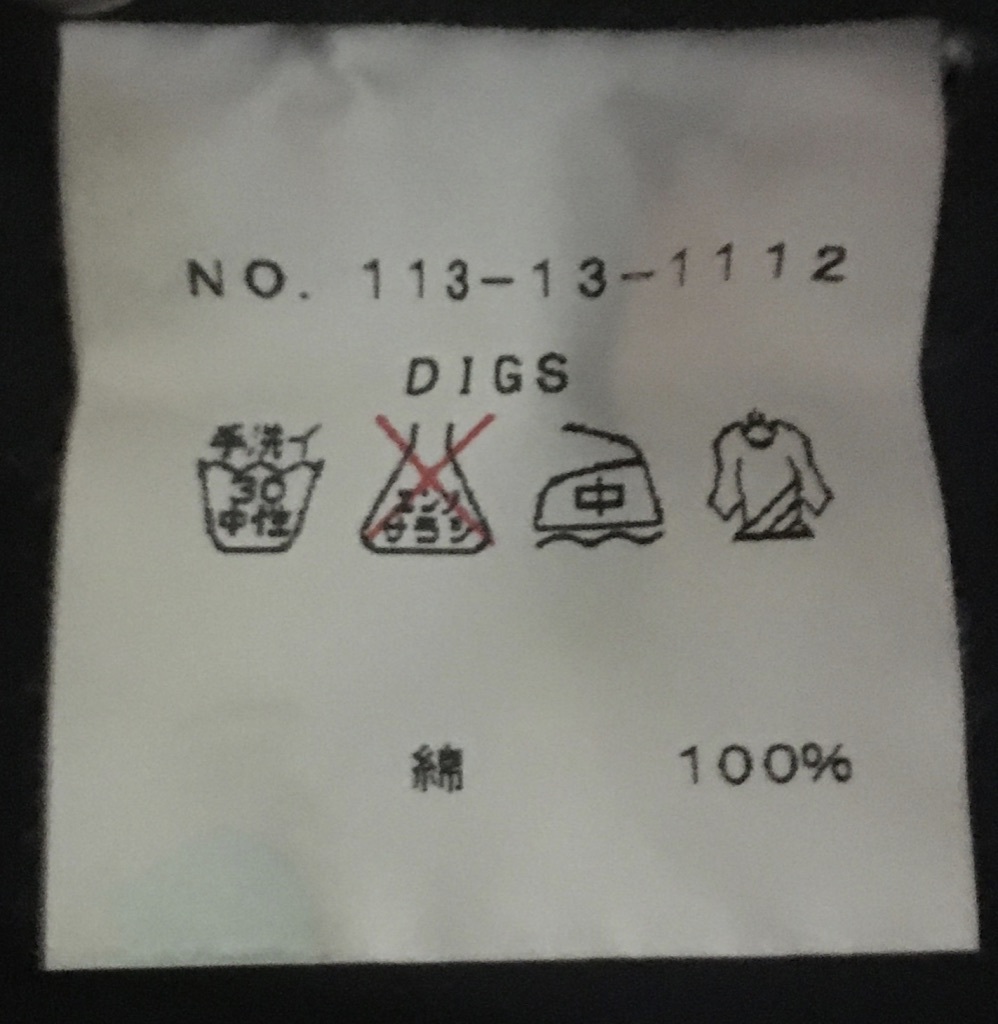 NO. 113-13-1112
DIGS
手洗イ
30
中性
エンソ
サラシ
中
綿 100%